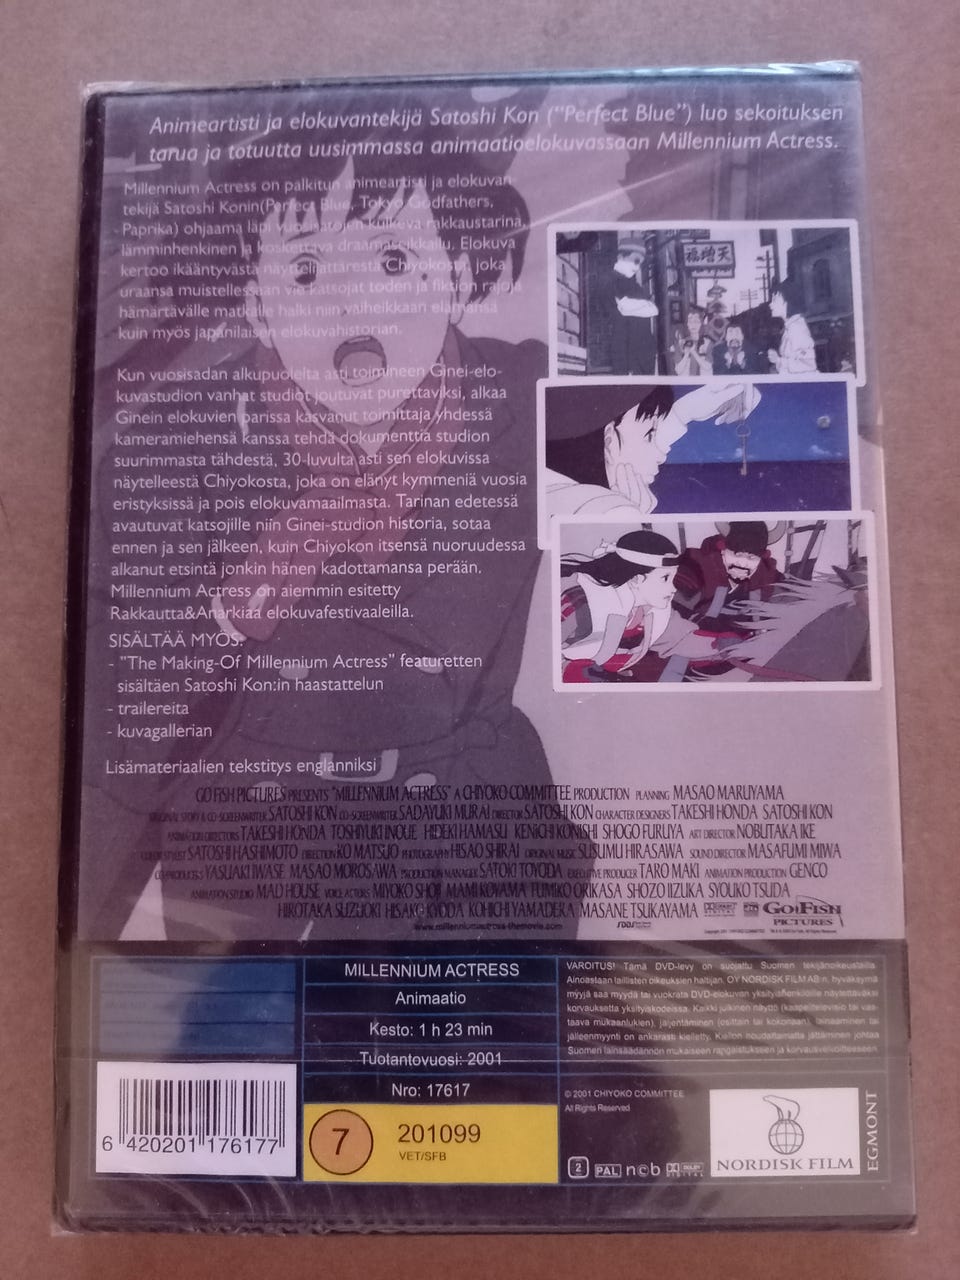 Animeartisti ja elokuvantekijä Satoshi Kon ("Perfect Blue") luo sekoituksen
tarua ja totuutta uusimmassa animaatioelokuvassaan Millennium Actress.
Millennium Actress on palkitun animeartisti ja elokuvan-
tekijä Satoshi Konin(Perfect Blue, Tokyo Godfathers,
Paprika) ohjaama läpi vuosisatojen kulkeva rakkaustarina,
lämminhenkinen ja koskettava draamaseikkailu. Elokuva
kertoo ikääntyvästä näyttelijättärestä Chiyokosta, joka
uraansa muistellessaan vie katsojat toden ja fiktion rajoja
hämärtävälle matkalle halki niin vaiheikkaan elämänsä
kuin myös japanilaisen elokuvahistorian.
Kun vuosisadan alkupuolelta asti toimineen Ginei-elo-
kuvastudion vanhat studiot joutuvat purettaviksi, alkaa
Ginein elokuvien parissa kasvanut toimittaja yhdessä
kameramiehensä kanssa tehdä dokumenttia studion
suurimmasta tähdestä, 30-luvulta asti sen elokuvissa
näytelleestä Chiyokosta, joka on elänyt kymmeniä vuosia
eristyksissä ja pois elokuvamaailmasta. Tarinan edetessä
avautuvat katsojille niin Ginei-studion historia, sotaa
ennen ja sen jälkeen, kuin Chiyokon itsensä nuoruudessa
alkanut etsintä jonkin hänen kadottamansa perään.
Millennium Actress on aiemmin esitetty
Rakkautta&Anarkiaa elokuvafestivaaleilla.
SISÄLTÄÄ MYÖS:
- "The Making-Of Millennium Actress" featuretten
sisältäen Satoshi Kon:in haastattelun
- trailereita
- kuvagallerian
Lisämateriaalien tekstitys englanniksi
福増天
GO FISH PICTURES PRESENTS "MILLENNIUM ACTRESS" A CHIYOKO COMMITTEE PRODUCTION PLANNING MASAO MARUYAMA
ORIGINAL STORY & CO-SCREENWRITER SATOSHI KON CO-SCREENWRITER SADAYUKI MURAI DIRECTOR SATOSHI KON CHARACTER DESIGNERS TAKESHI HONDA SATOSHI KON
ANIMATION DIRECTORS TAKESHI HONDA TOSHIYUKI INOUE HIDEKI HAMASU KENICHI KONISHI SHOGO FURUYA ART DIRECTOR NOBUTAKA IKE
COLOR STYLIST SATOSHI HASHIMOTO DIRECTION KO MATSUO PHOTOGRAPHY HISAO SHIRAI ORIGINAL MUSIC SUSUMU HIRASAWA SOUND DIRECTOR MASAFUMI MIWA
CO-PRODUCERS YASUAKI IWASE MASAO MOROSAWA PRODUCTION MANAGER SATOKI TOYODA EXECUTIVE PRODUCER TARO MAKI ANIMATION PRODUCTION GENCO
ANIMATION STUDIO MAD HOUSE VOICE ACTORS MIYOKO SHOJI MAMI KOYAMA FUMIKO ORIKASA SHOZO IIZUKA SYOUKO TSUDA
HIROTAKA SUZUOKI HISAKO KYODA KOHICHI YAMADERA MASANE TSUKAYAMA
GO FISH
PICTURES
www.millenniumactress-themovie.com
MILLENNIUM ACTRESS
Animaatio
Kesto: 1 h 23 min
Tuotantovuosi: 2001
Nro: 17617
7 201099
VET/SFB
6 420201 176177
VAROITUS! Tämä DVD-levy on suojattu Suomen tekijänoikeustailla.
Ainoastaan laillisten oikeuksien haltijan, OY NORDISK FILM AB:n, hyväksymä
myyjä saa myydä tai vuokrata DVD-elokuvan yksityishenkilöille näytettäväksi
korvauksetta yksityiskodeissa. Kaikki julkinen näyttö (kaapelitelevisio tai vas-
taava mukaanlukien), jäljentäminen (osittain tai kokonaan), lainaaminen tai
jälleenmyynti on ankarasti kielletty. Kiellon noudattamatta jättäminen johtaa
Suomen lainsäädännön mukaiseen rangaistukseen ja korvausvelvoitteeseen.
© 2001 CHIYOKO COMMITTEE
All Rights Reserved
2 PAL ncb DOLBY DIGITAL
NORDISK FILM
EGMONT